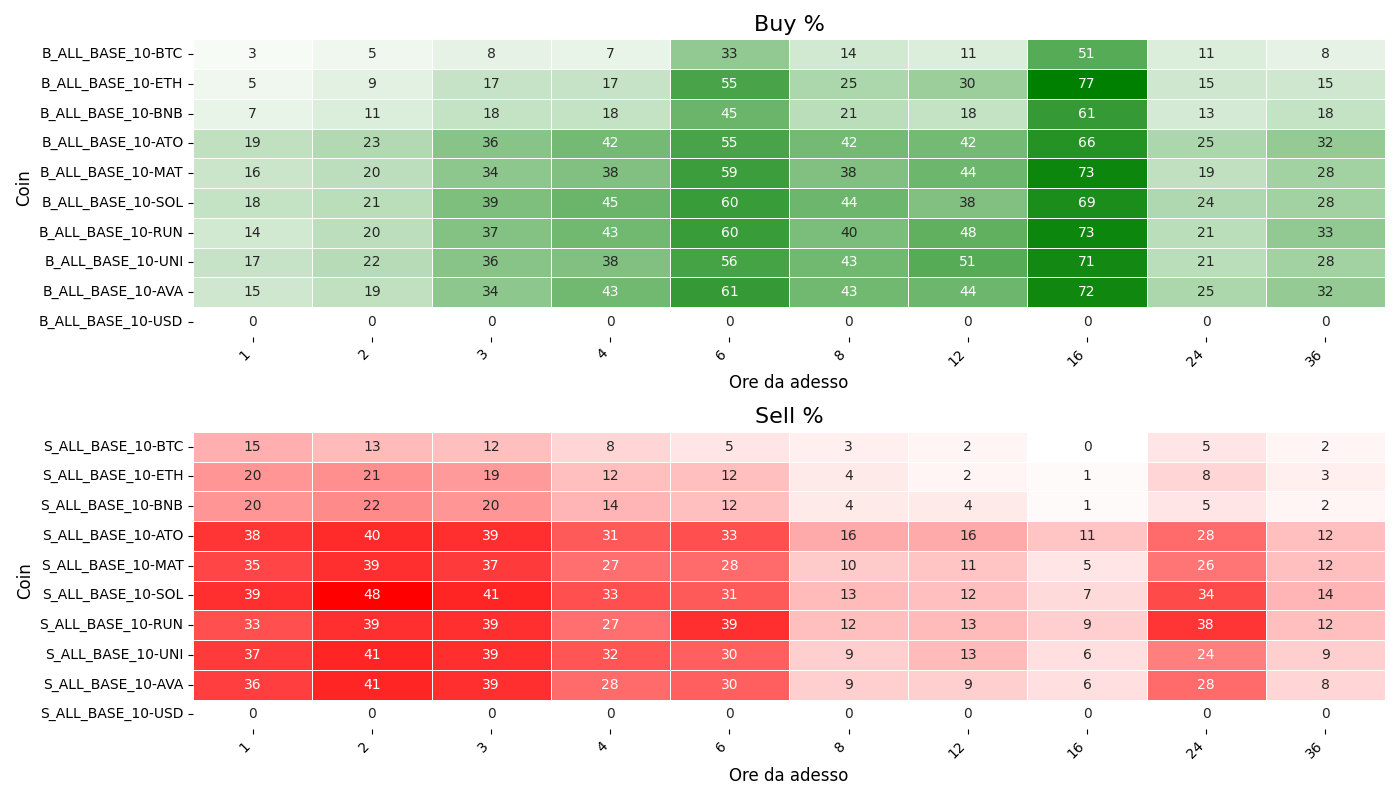 Buy %
Coin
B_ALL_BASE_10-BTC 3 5 8 7 33 14 11 51 11 8
B_ALL_BASE_10-ETH 5 9 17 17 55 25 30 77 15 15
B_ALL_BASE_10-BNB 7 11 18 18 45 21 18 61 13 18
B_ALL_BASE_10-ATO 19 23 36 42 55 42 42 66 25 32
B_ALL_BASE_10-MAT 16 20 34 38 59 38 44 73 19 28
B_ALL_BASE_10-SOL 18 21 39 45 60 44 38 69 24 28
B_ALL_BASE_10-RUN 14 20 37 43 60 40 48 73 21 33
B_ALL_BASE_10-UNI 17 22 36 38 56 43 51 71 21 28
B_ALL_BASE_10-AVA 15 19 34 43 61 43 44 72 25 32
B_ALL_BASE_10-USD 0 0 0 0 0 0 0 0 0 0
1 2 3 4 6 8 12 16 24 36
Ore da adesso
Sell %
Coin
S_ALL_BASE_10-BTC 15 13 12 8 5 3 2 0 5 2
S_ALL_BASE_10-ETH 20 21 19 12 12 4 2 1 8 3
S_ALL_BASE_10-BNB 20 22 20 14 12 4 4 1 5 2
S_ALL_BASE_10-ATO 38 40 39 31 33 16 16 11 28 12
S_ALL_BASE_10-MAT 35 39 37 27 28 10 11 5 26 12
S_ALL_BASE_10-SOL 39 48 41 33 31 13 12 7 34 14
S_ALL_BASE_10-RUN 33 39 39 27 39 12 13 9 38 12
S_ALL_BASE_10-UNI 37 41 39 32 30 9 13 6 24 9
S_ALL_BASE_10-AVA 36 41 39 28 30 9 9 6 28 8
S_ALL_BASE_10-USD 0 0 0 0 0 0 0 0 0 0
1 2 3 4 6 8 12 16 24 36
Ore da adesso